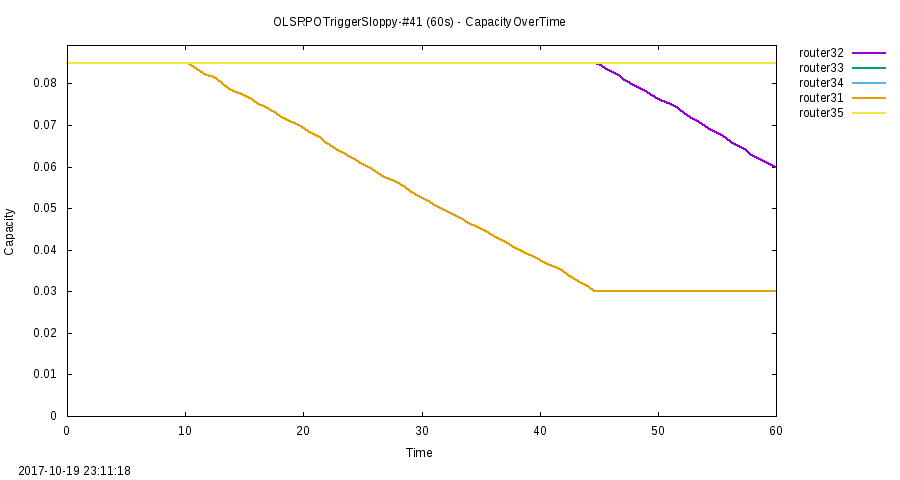 OLSRPOTriggerSloppy-#41 (60s) - CapacityOverTime
router32
router33
router34
router31
router35
0.08
0.07
0.06
0.05
0.04
0.03
0.02
0.01
0
Capacity
0 10 20 30 40 50 60
Time
2017-10-19 23:11:18